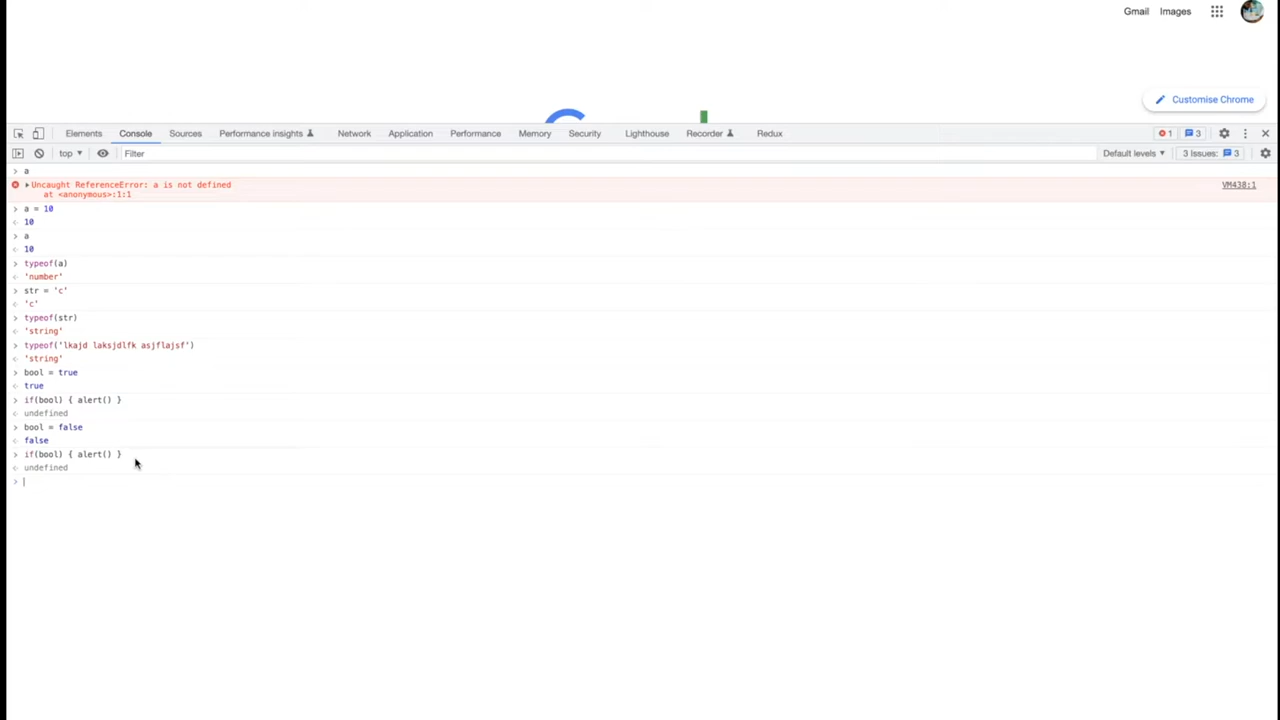 Gmail Images
Customise Chrome
Elements Console Sources Performance insights Network Application Performance Memory Security Lighthouse Recorder Redux 1 3
top Filter Default levels 3 Issues: 3
> a
Uncaught ReferenceError: a is not defined VM438:1
at <anonymous>:1:1
> a = 10
10
> a
10
> typeof(a)
'number'
> str = 'c'
'c'
> typeof(str)
'string'
> typeof('lkajd laksjdlfk asjflajsf')
'string'
> bool = true
true
> if(bool) { alert() }
undefined
> bool = false
false
> if(bool) { alert() }
undefined
>